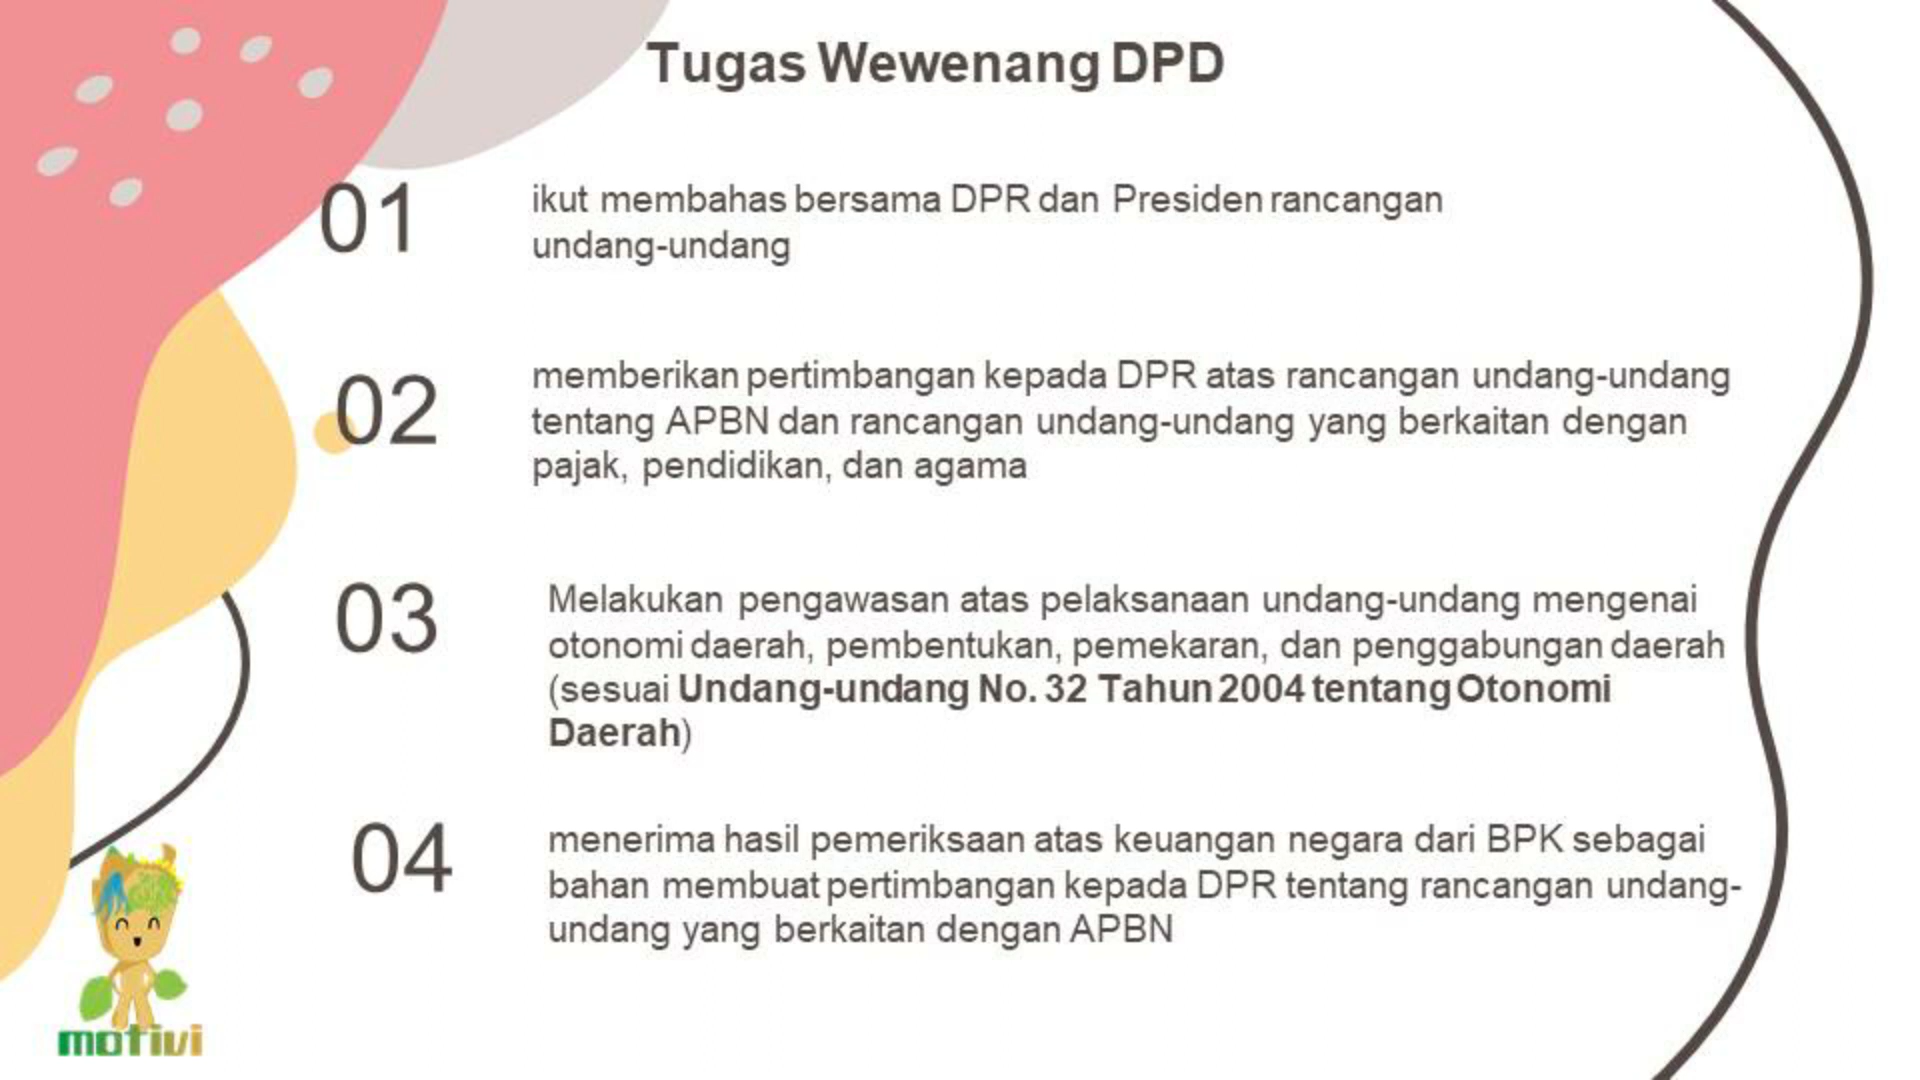 Tugas Wewenang DPD
01
ikut membahas bersama DPR dan Presiden rancangan
undang-undang
02
memberikan pertimbangan kepada DPR atas rancangan undang-undang
tentang APBN dan rancangan undang-undang yang berkaitan dengan
pajak, pendidikan, dan agama
03
Melakukan pengawasan atas pelaksanaan undang-undang mengenai
otonomi daerah, pembentukan, pemekaran, dan penggabungan daerah
(sesuai Undang-undang No. 32 Tahun 2004 tentang Otonomi
Daerah)
04
menerima hasil pemeriksaan atas keuangan negara dari BPK sebagai
bahan membuat pertimbangan kepada DPR tentang rancangan undang-
undang yang berkaitan dengan APBN
motivi